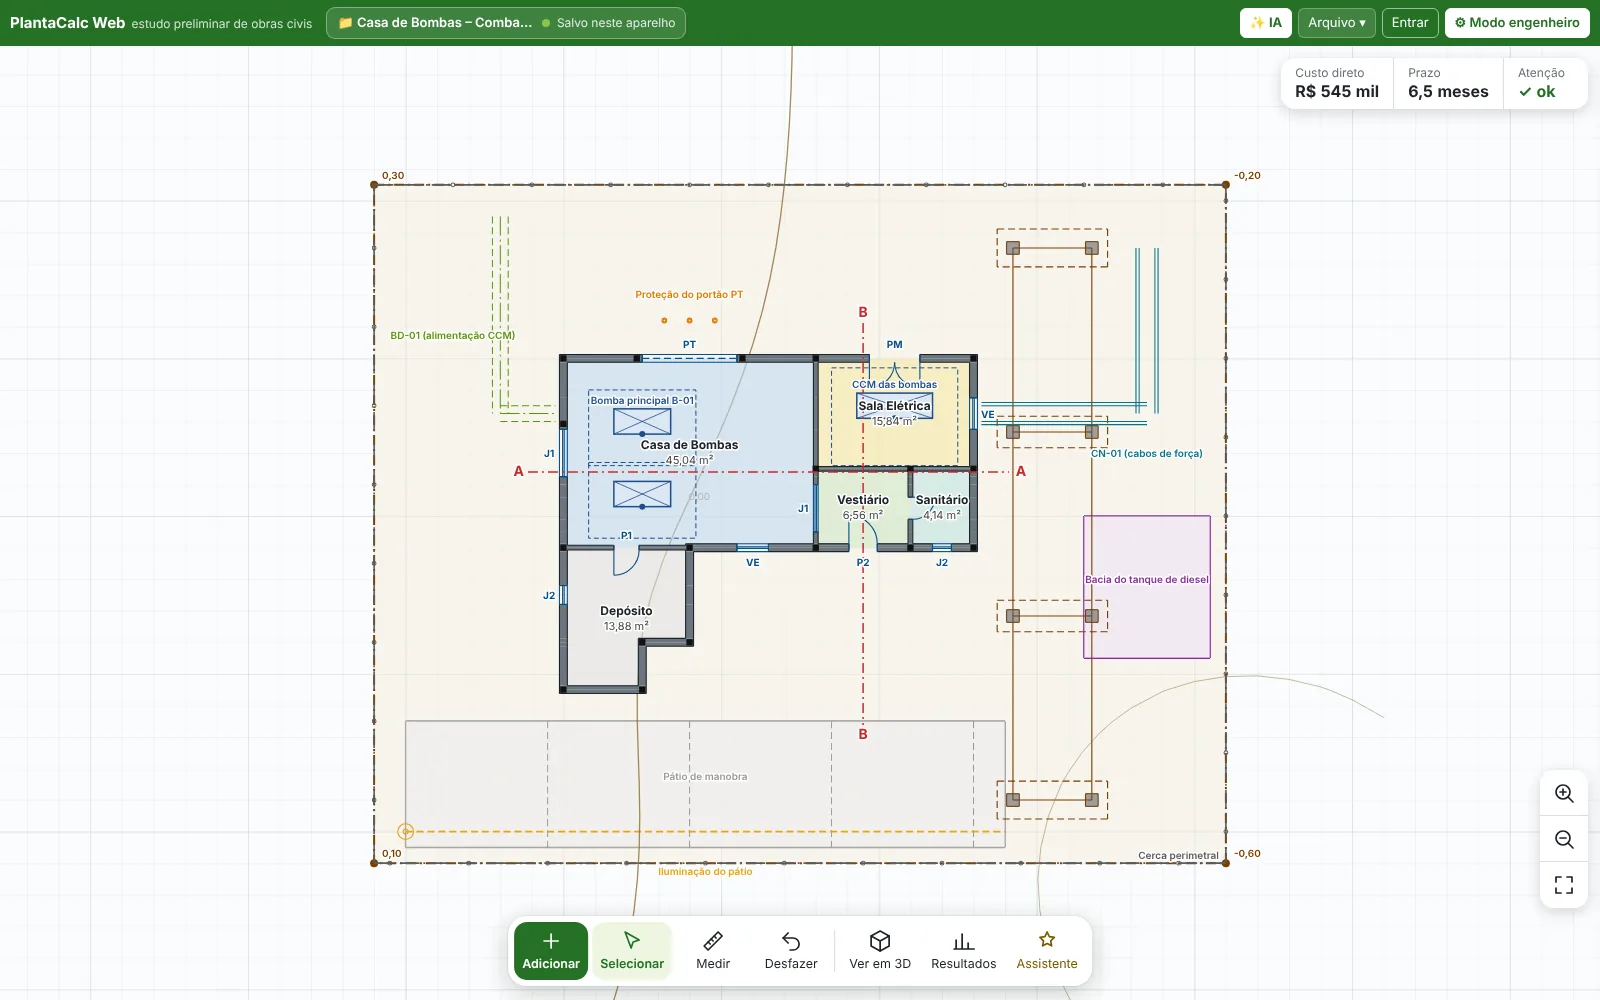 PlantaCalc Web estudo preliminar de obras civis
📁 Casa de Bombas – Comba... Salvo neste aparelho
✨ IA
Arquivo ▾
Entrar
⚙ Modo engenheiro
Custo direto
R$ 545 mil
Prazo
6,5 meses
Atenção
✓ ok
0,30
-0,20
Proteção do portão PT
B
BD-01 (alimentação CCM)
PT
PM
CCM das bombas
Bomba principal B-01
Sala Elétrica
15,84 m²
VE
Casa de Bombas
45,04 m²
J1
CN-01 (cabos de força)
A
A
0,00
Vestiário
6,56 m²
Sanitário
4,14 m²
J1
P1
VE
P2
J2
Bacia do tanque de diesel
J2
Depósito
13,88 m²
B
Pátio de manobra
0,10
Cerca perimetral
-0,60
Iluminação do pátio
Adicionar
Selecionar
Medir
Desfazer
Ver em 3D
Resultados
Assistente